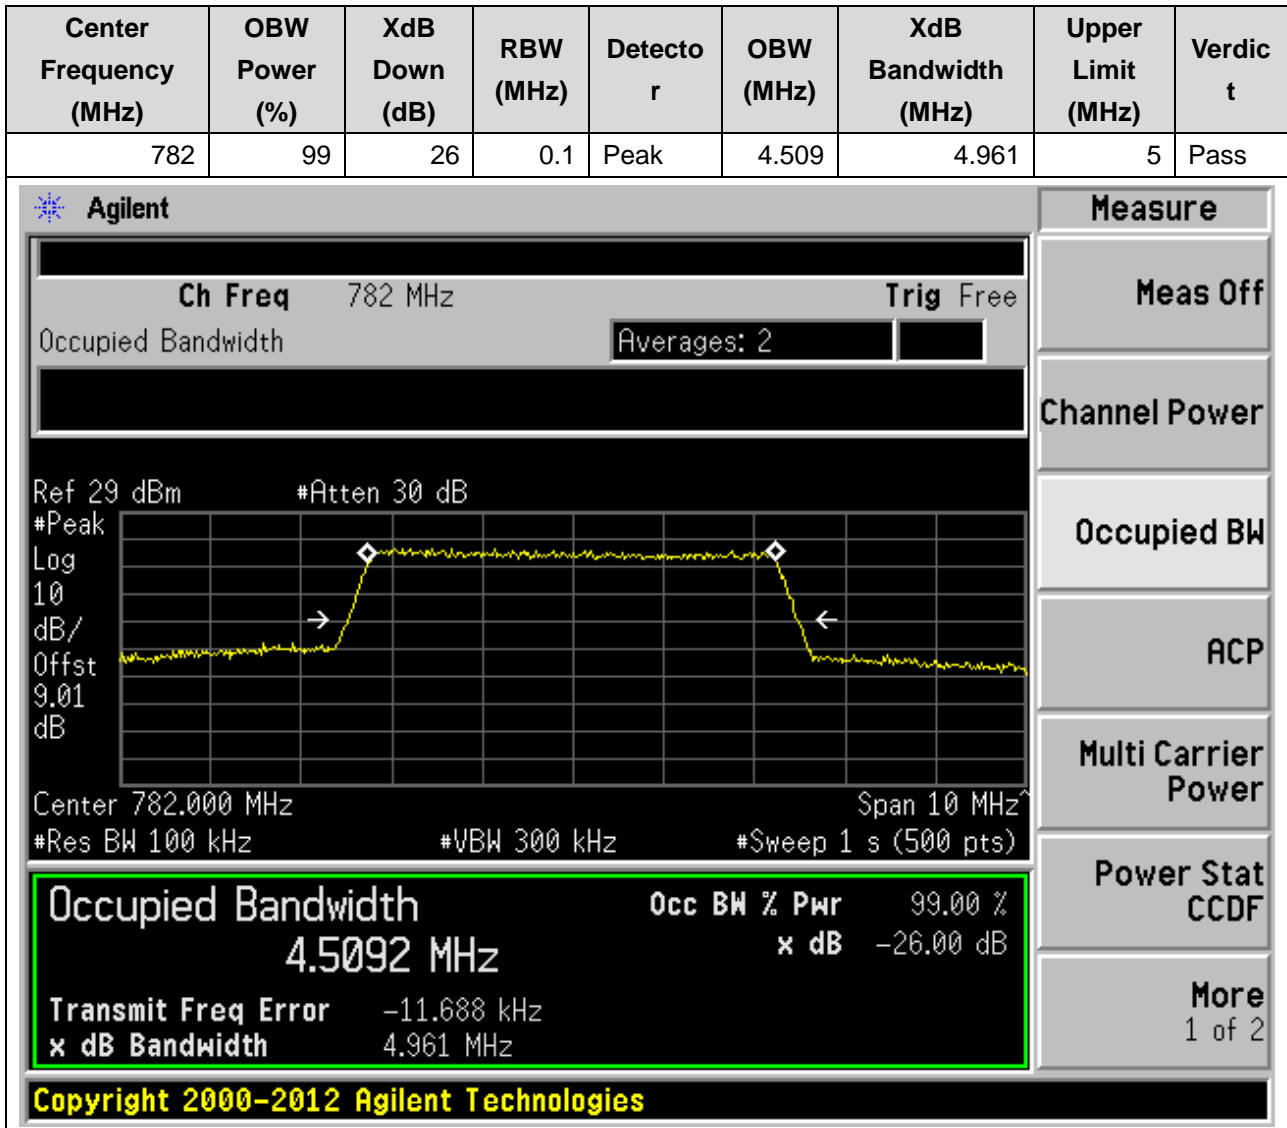 Center Frequency (MHz) OBW Power (%) XdB Down (dB) RBW (MHz) Detecto r OBW (MHz) XdB Bandwidth (MHz) Upper Limit (MHz) Verdic t
782 99 26 0.1 Peak 4.509 4.961 5 Pass
Agilent
Measure
Ch Freq 782 MHz Trig Free
Meas Off
Occupied Bandwidth Averages: 2
Channel Power
Ref 29 dBm #Atten 30 dB
#Peak
Log
10
dB/
Offst
9.01
dB
Occupied BW
ACP
Multi Carrier
Power
Center 782.000 MHz Span 10 MHz^
#Res BW 100 kHz #VBW 300 kHz #Sweep 1 s (500 pts)
Power Stat
CCDF
Occupied Bandwidth Occ BW % Pwr 99.00 %
4.5092 MHz x dB -26.00 dB
Transmit Freq Error -11.688 kHz
x dB Bandwidth 4.961 MHz
More
1 of 2
Copyright 2000-2012 Agilent Technologies